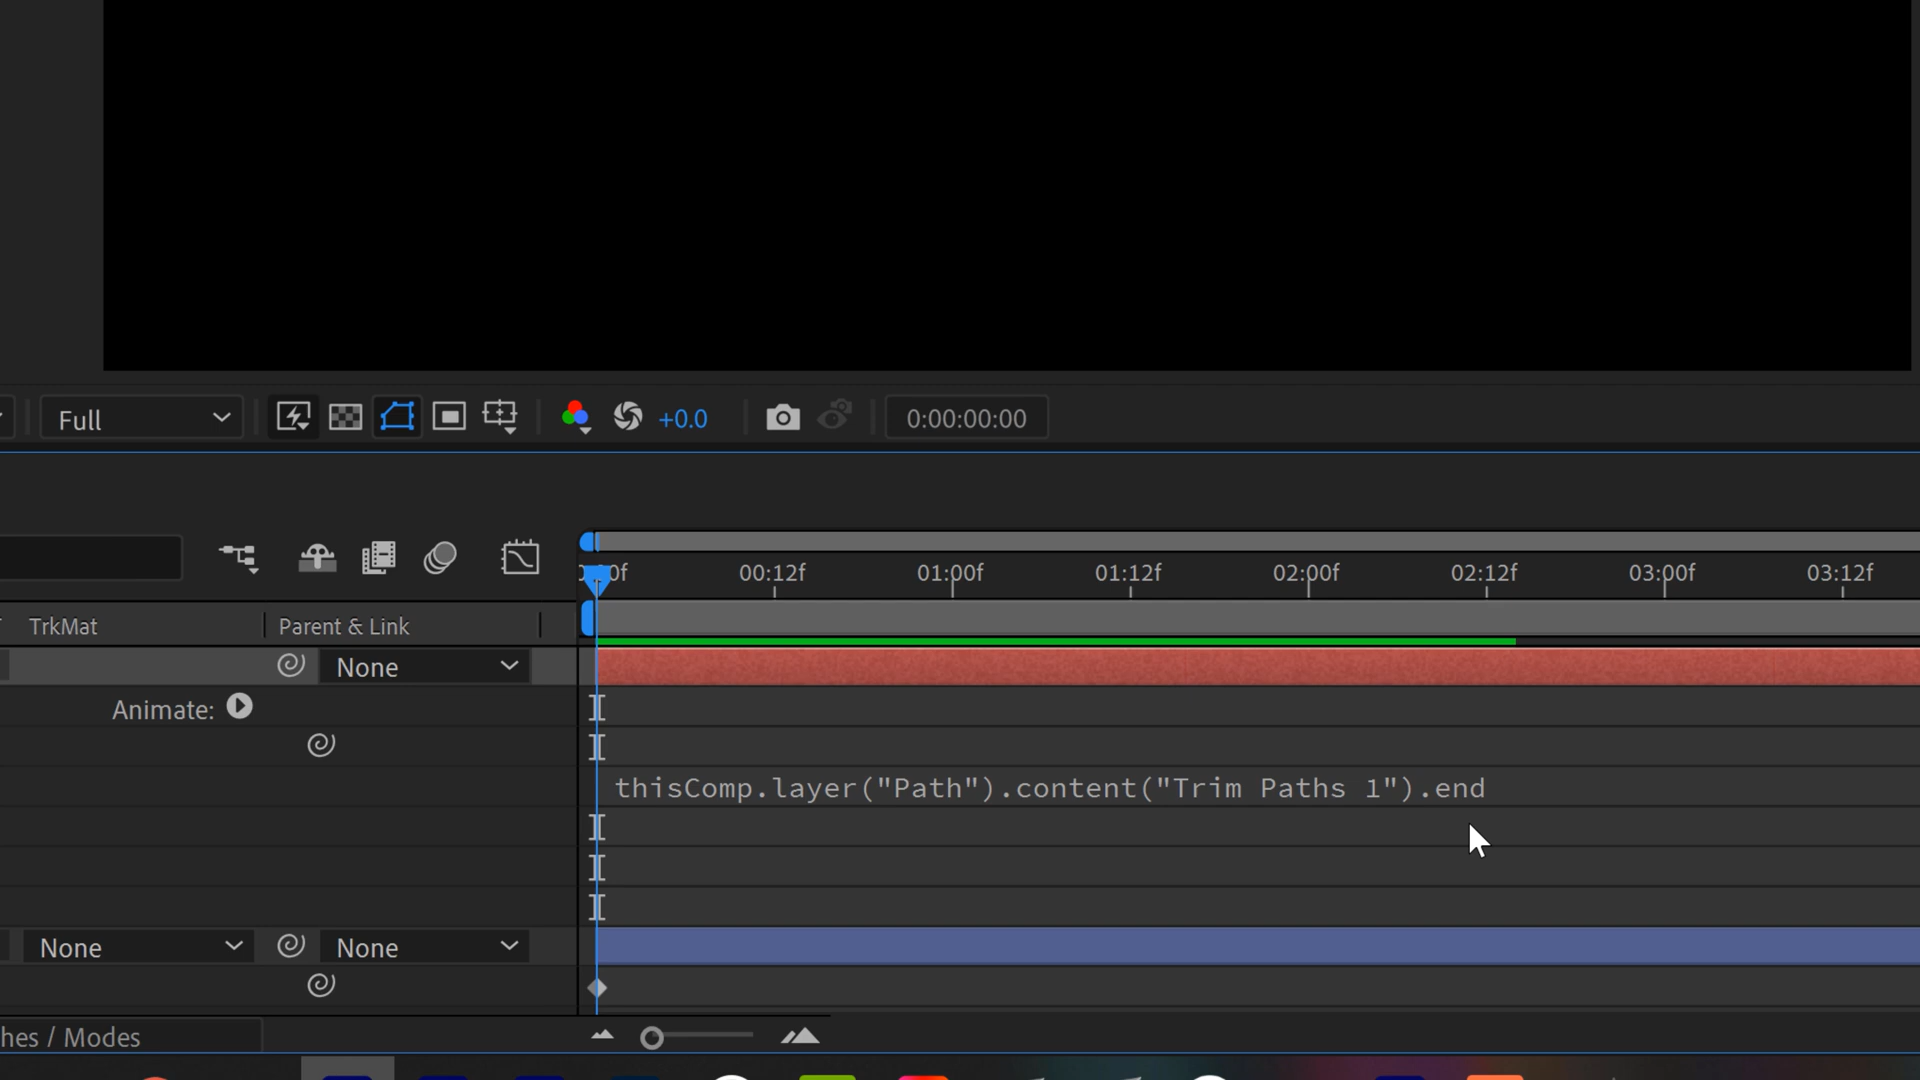 Full
+0.0
0:00:00:00
00:12f 01:00f 01:12f 02:00f 02:12f 03:00f 03:12f
TrkMat Parent & Link
None
Animate:
thisComp.layer("Path").content("Trim Paths 1").end
None None
hes / Modes